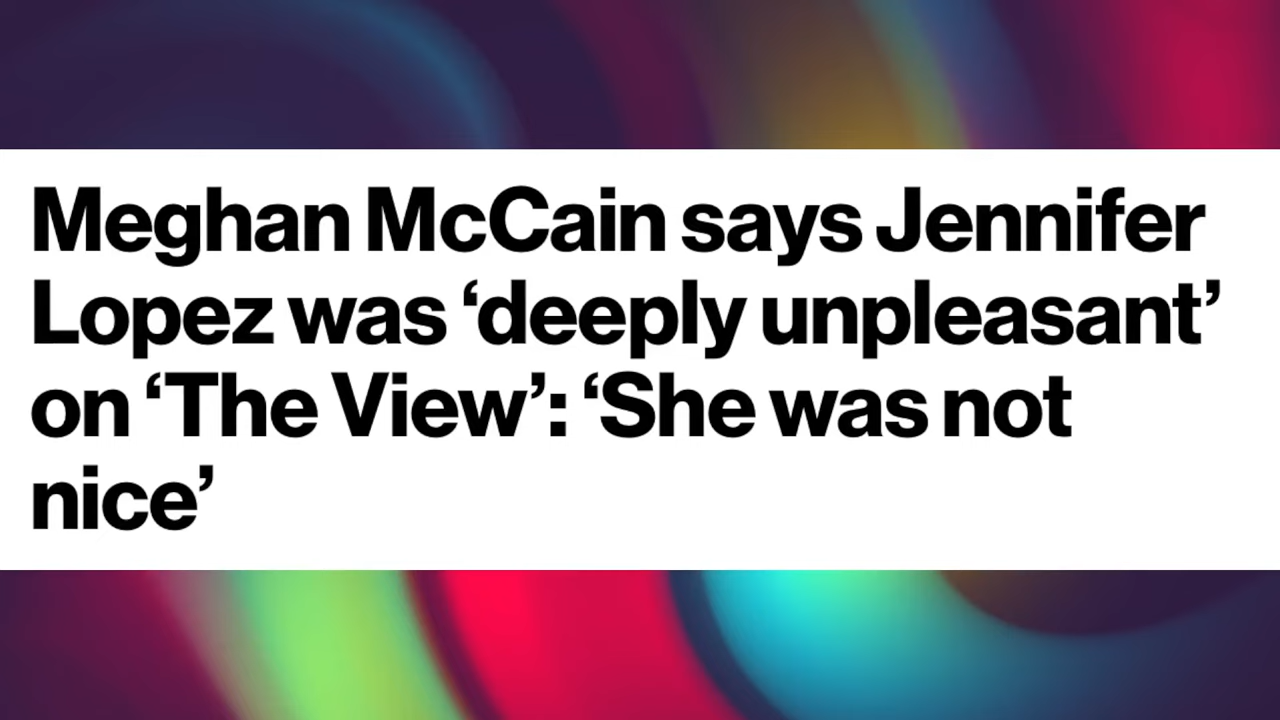 Meghan McCain says Jennifer
Lopez was ‘deeply unpleasant’
on ‘The View’: ‘She was not
nice’